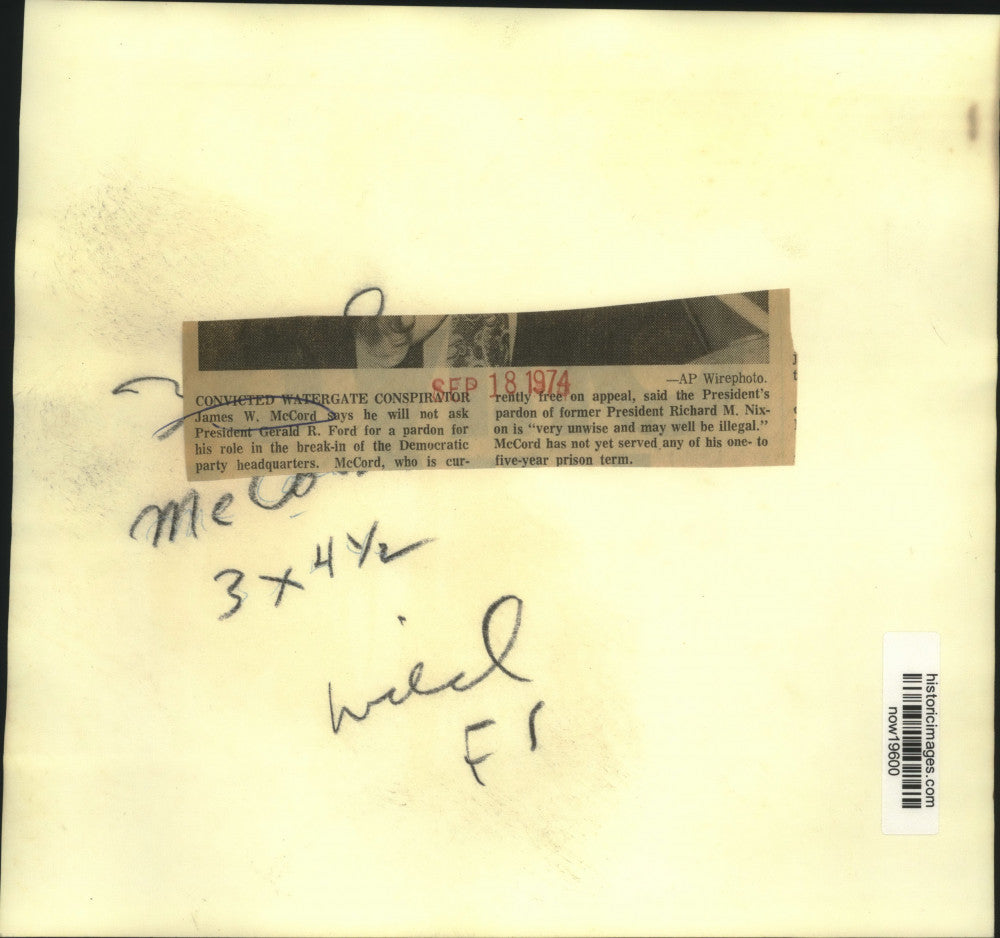 —AP Wirephoto.
SEP 18 1974
CONVICTED WATERGATE CONSPIRATOR
James W. McCord says he will not ask
President Gerald R. Ford for a pardon for
his role in the break-in of the Democratic
party headquarters. McCord, who is cur-
rently free on appeal, said the President's
pardon of former President Richard M. Nix-
on is "very unwise and may well be illegal."
McCord has not yet served any of his one- to
five-year prison term.
3 x 4 1/2
wild
F1
historicimages.com
now19600